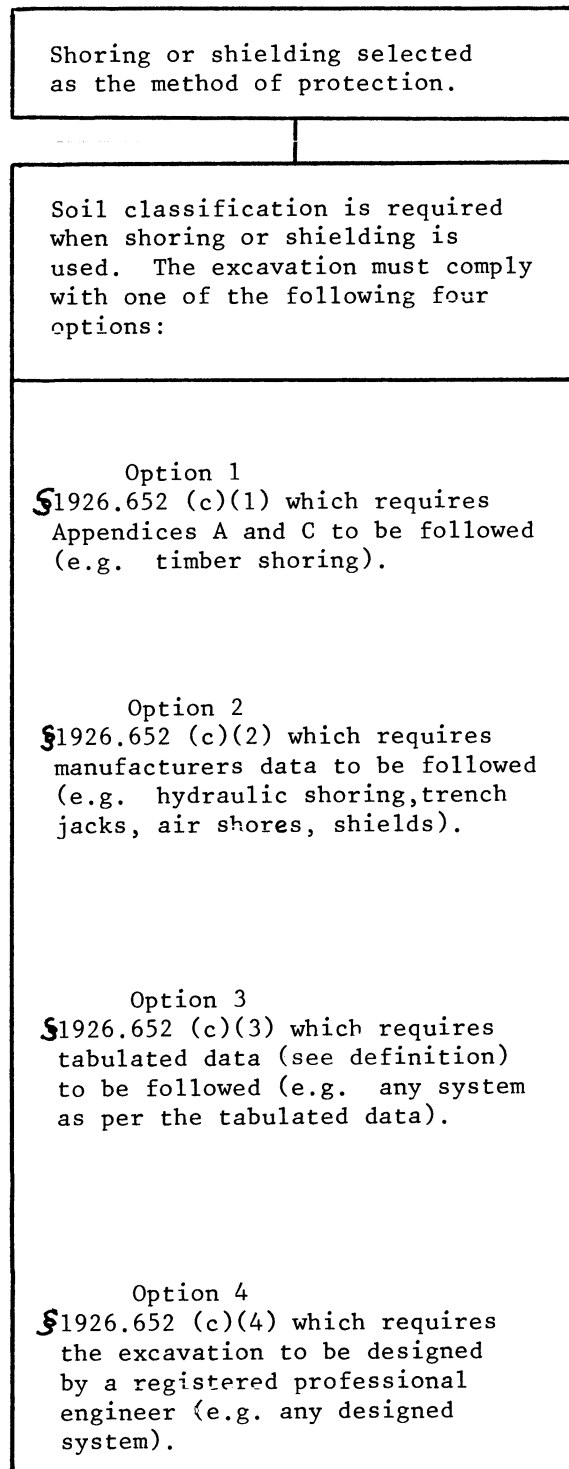 Shoring or shielding selected
as the method of protection.
Soil classification is required
when shoring or shielding is
used. The excavation must comply
with one of the following four
options:
Option 1
§1926.652 (c)(1) which requires
Appendices A and C to be followed
(e.g. timber shoring).
Option 2
§1926.652 (c)(2) which requires
manufacturers data to be followed
(e.g. hydraulic shoring,trench
jacks, air shores, shields).
Option 3
§1926.652 (c)(3) which requires
tabulated data (see definition)
to be followed (e.g. any system
as per the tabulated data).
Option 4
§1926.652 (c)(4) which requires
the excavation to be designed
by a registered professional
engineer (e.g. any designed
system).